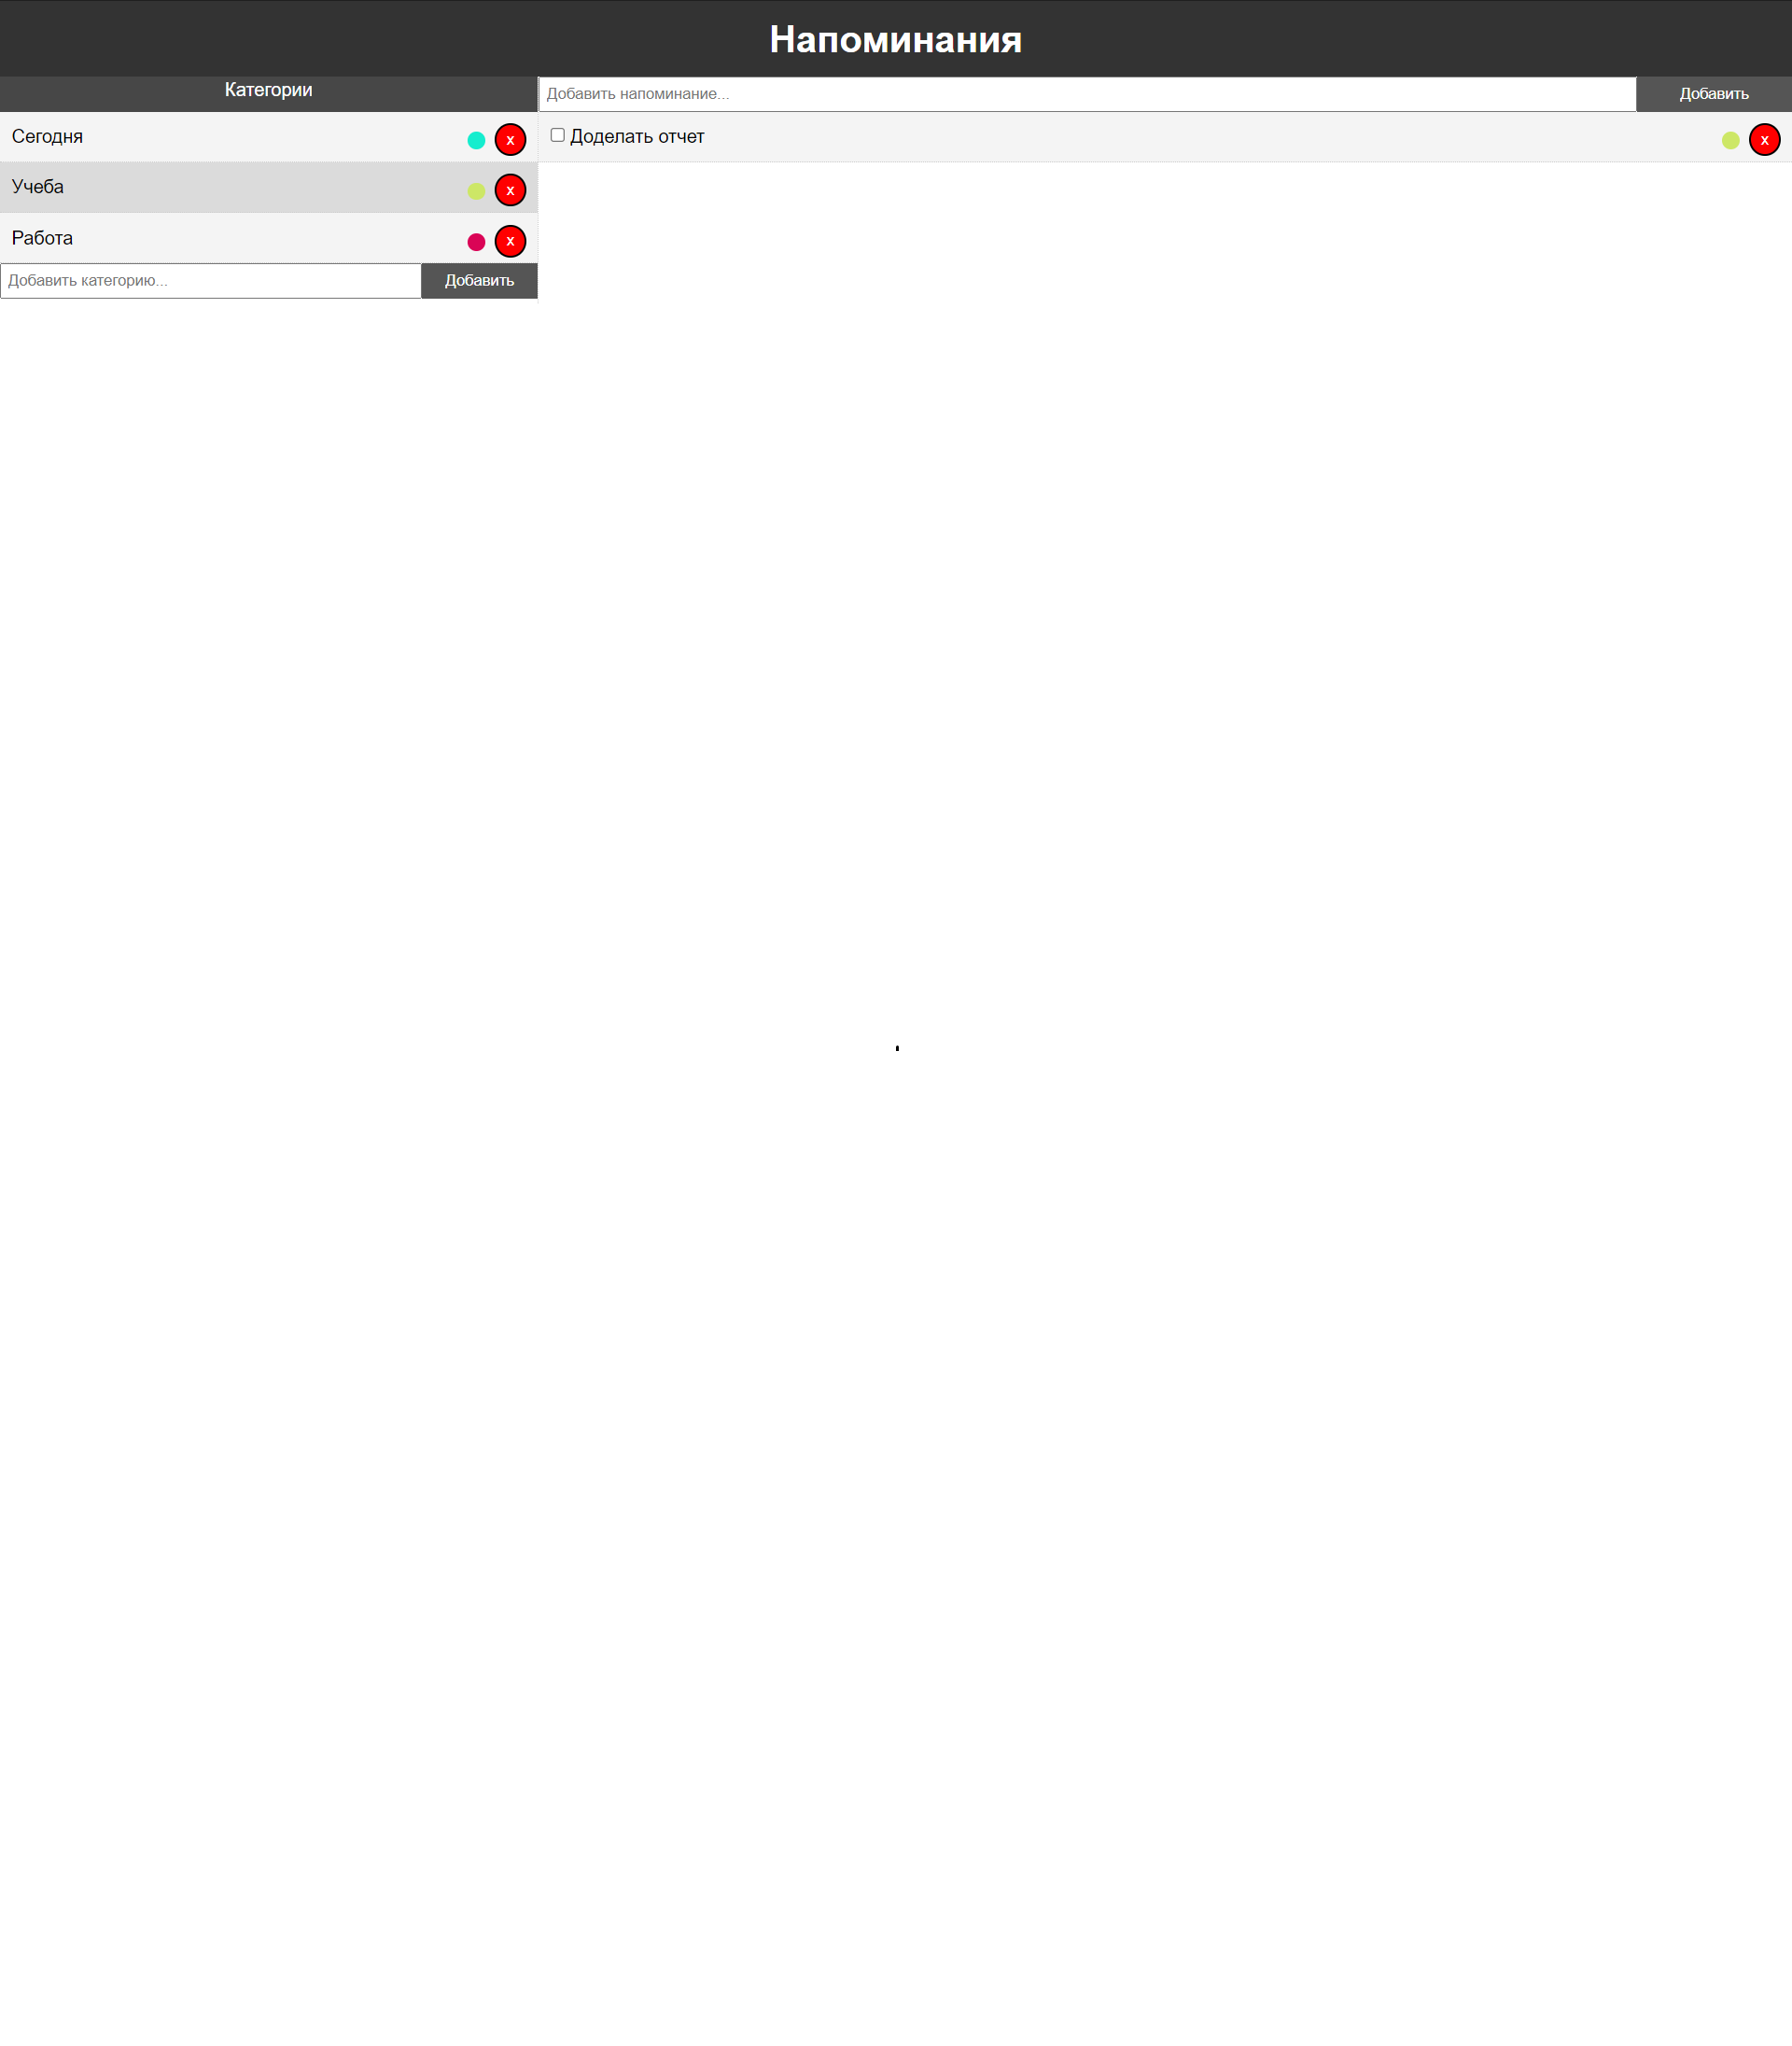 Напоминания
Категории
Добавить напоминание...
Добавить
Сегодня
x
Доделать отчет
x
Учеба
x
Работа
x
Добавить категорию...
Добавить